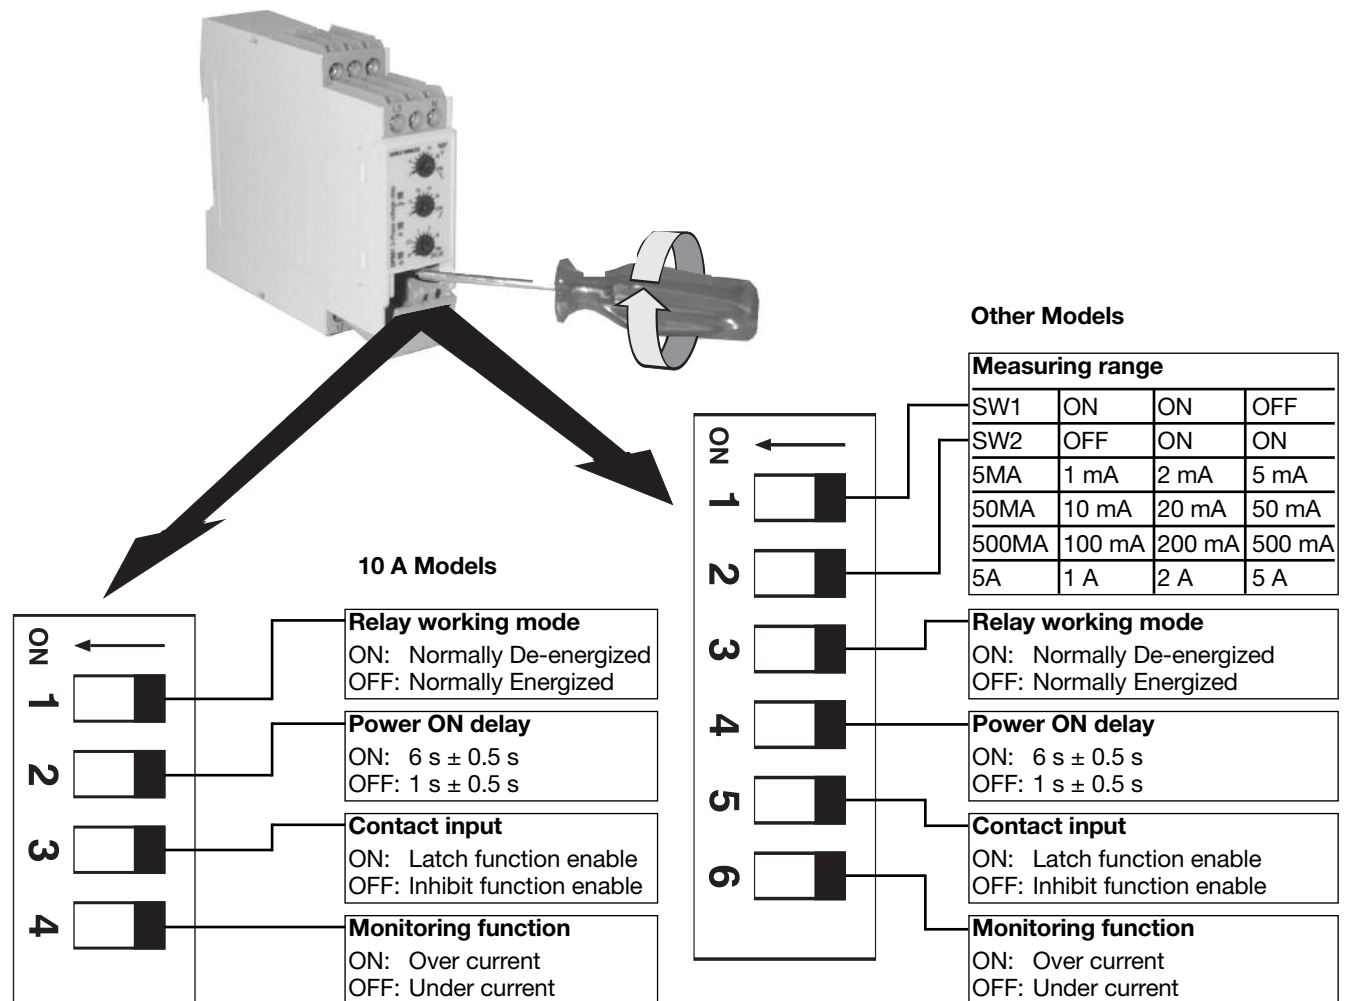 Other Models
Measuring range
SW1 ON ON OFF
SW2 OFF ON ON
5MA 1 mA 2 mA 5 mA
50MA 10 mA 20 mA 50 mA
500MA 100 mA 200 mA 500 mA
5A 1 A 2 A 5 A
Relay working mode
ON: Normally De-energized
OFF: Normally Energized
Power ON delay
ON: 6 s ± 0.5 s
OFF: 1 s ± 0.5 s
Contact input
ON: Latch function enable
OFF: Inhibit function enable
Monitoring function
ON: Over current
OFF: Under current
ON
1
2
3
4
5
6
10 A Models
Relay working mode
ON: Normally De-energized
OFF: Normally Energized
Power ON delay
ON: 6 s ± 0.5 s
OFF: 1 s ± 0.5 s
Contact input
ON: Latch function enable
OFF: Inhibit function enable
Monitoring function
ON: Over current
OFF: Under current
ON
1
2
3
4